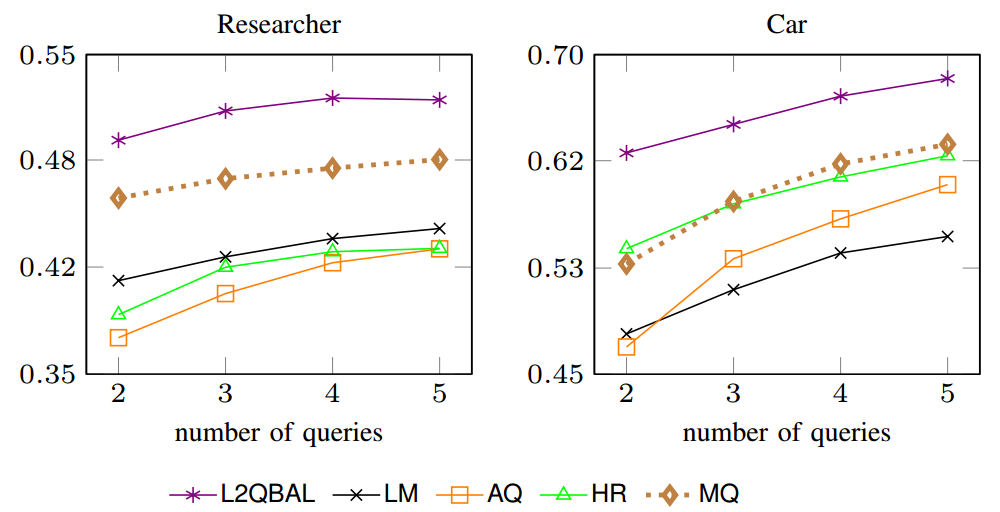 Researcher
0.55
0.48
0.42
0.35
2 3 4 5
number of queries
Car
0.70
0.62
0.53
0.45
2 3 4 5
number of queries
L2QBAL LM AQ HR MQ